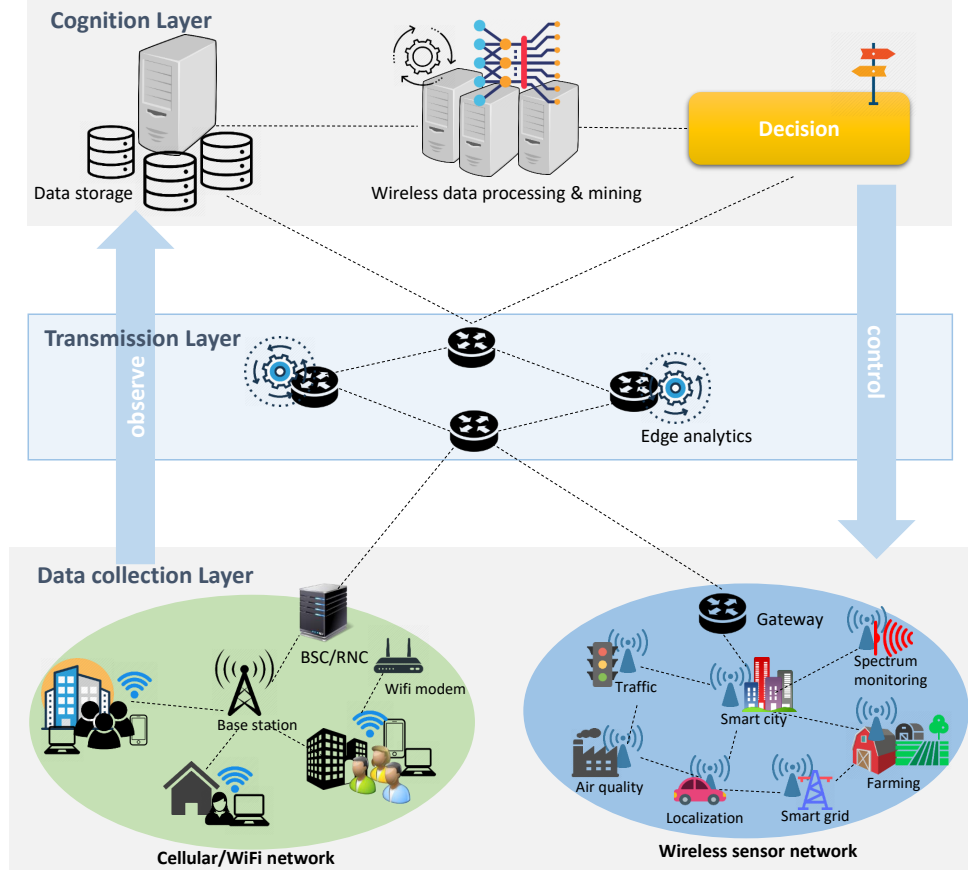 Cognition Layer
Decision
Data storage
Wireless data processing & mining
Transmission Layer
observe
control
Edge analytics
Data collection Layer
Gateway
BSC/RNC
Wifi modem
Spectrum
monitoring
Traffic
Base station
Smart city
Air quality
Farming
Localization
Smart grid
Cellular/WiFi network
Wireless sensor network